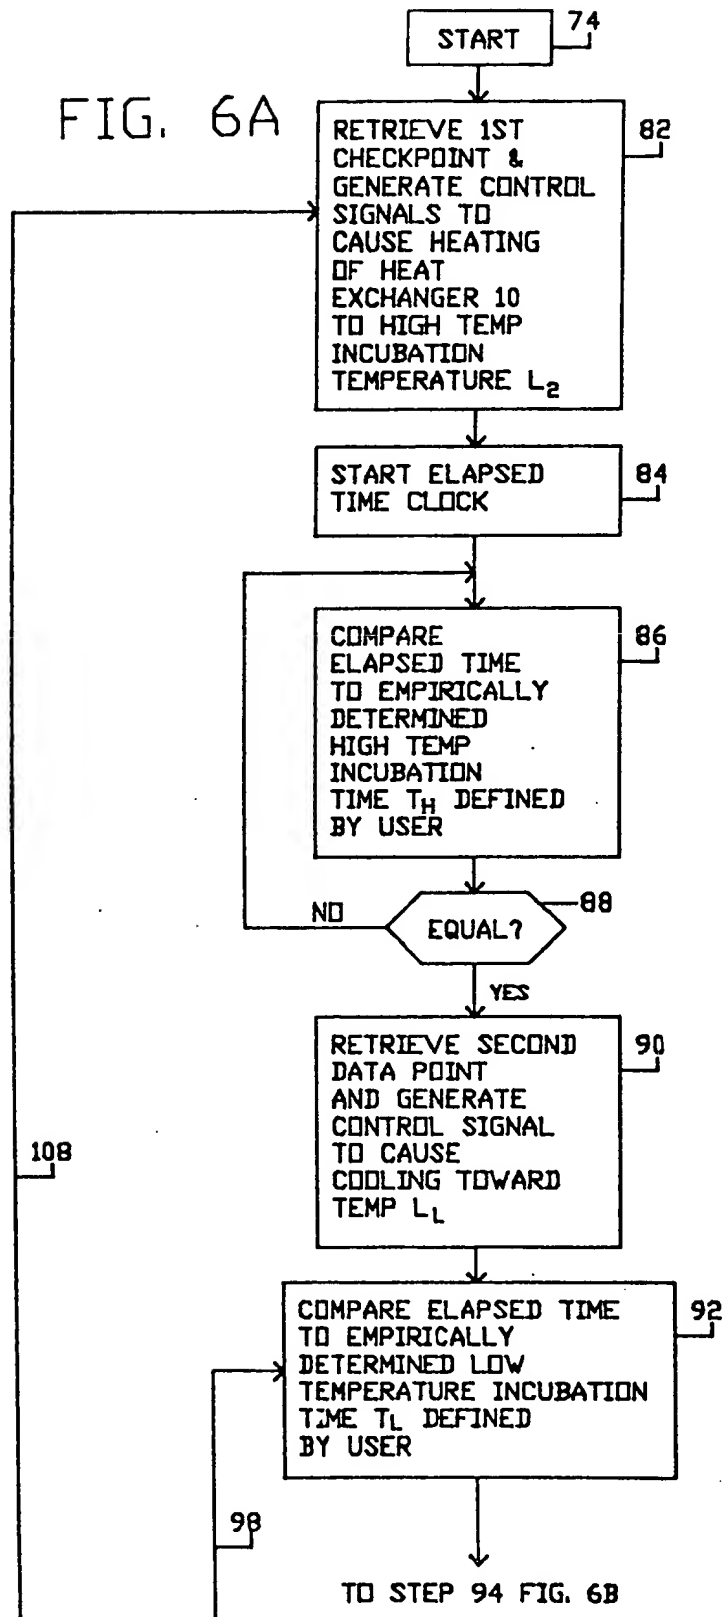 START
74
FIG. 6A
RETRIEVE 1ST
CHECKPOINT &
GENERATE CONTROL
SIGNALS TO
CAUSE HEATING
OF HEAT
EXCHANGER 10
TO HIGH TEMP
INCUBATION
TEMPERATURE L2
82
START ELAPSED
TIME CLOCK
84
COMPARE
ELAPSED TIME
TO EMPIRICALLY
DETERMINED
HIGH TEMP
INCUBATION
TIME TH DEFINED
BY USER
86
NO
EQUAL?
88
YES
RETRIEVE SECOND
DATA POINT
AND GENERATE
CONTROL SIGNAL
TO CAUSE
COOLING TOWARD
TEMP LL
90
108
COMPARE ELAPSED TIME
TO EMPIRICALLY
DETERMINED LOW
TEMPERATURE INCUBATION
TIME TL DEFINED
BY USER
92
98
TO STEP 94 FIG. 6B